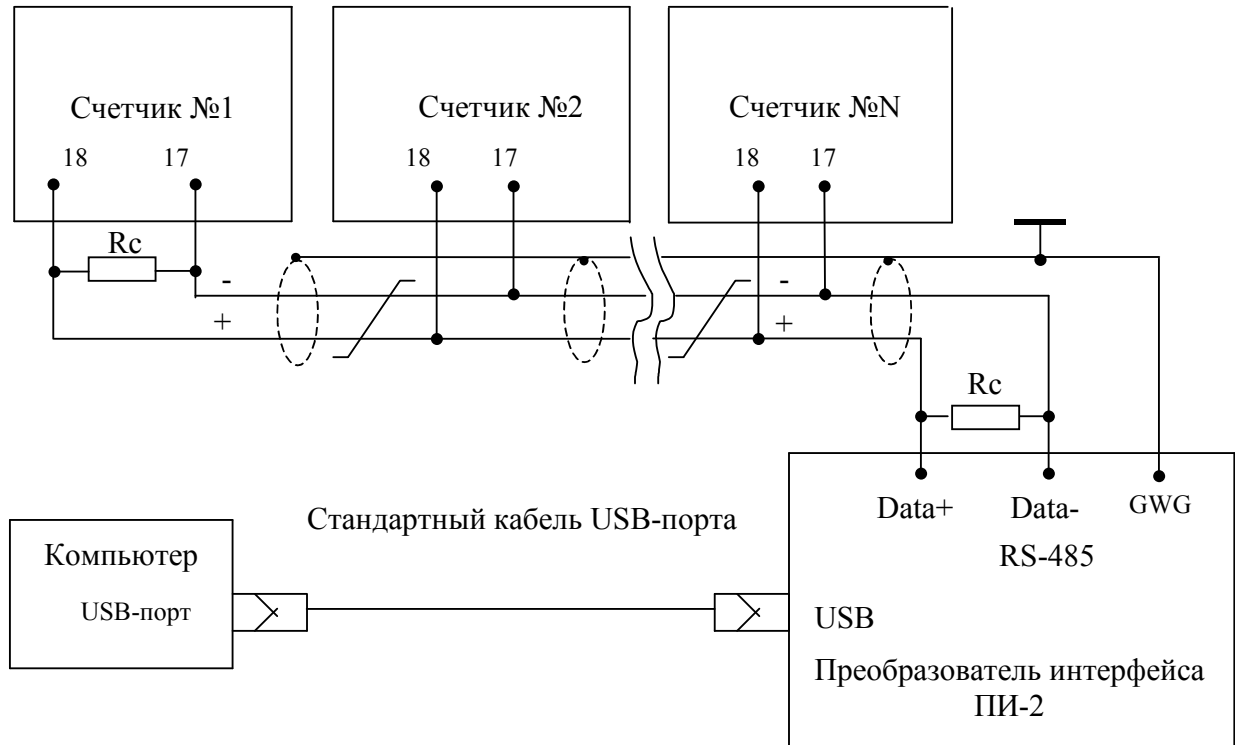 Счетчик №1
Счетчик №2
Счетчик №N
18
17
18
17
18
17
Rc
-
+
-
+
Rc
Data+
Data-
GWG
RS-485
Стандартный кабель USB-порта
Компьютер
USB-порт
USB
Преобразователь интерфейса
ПИ-2